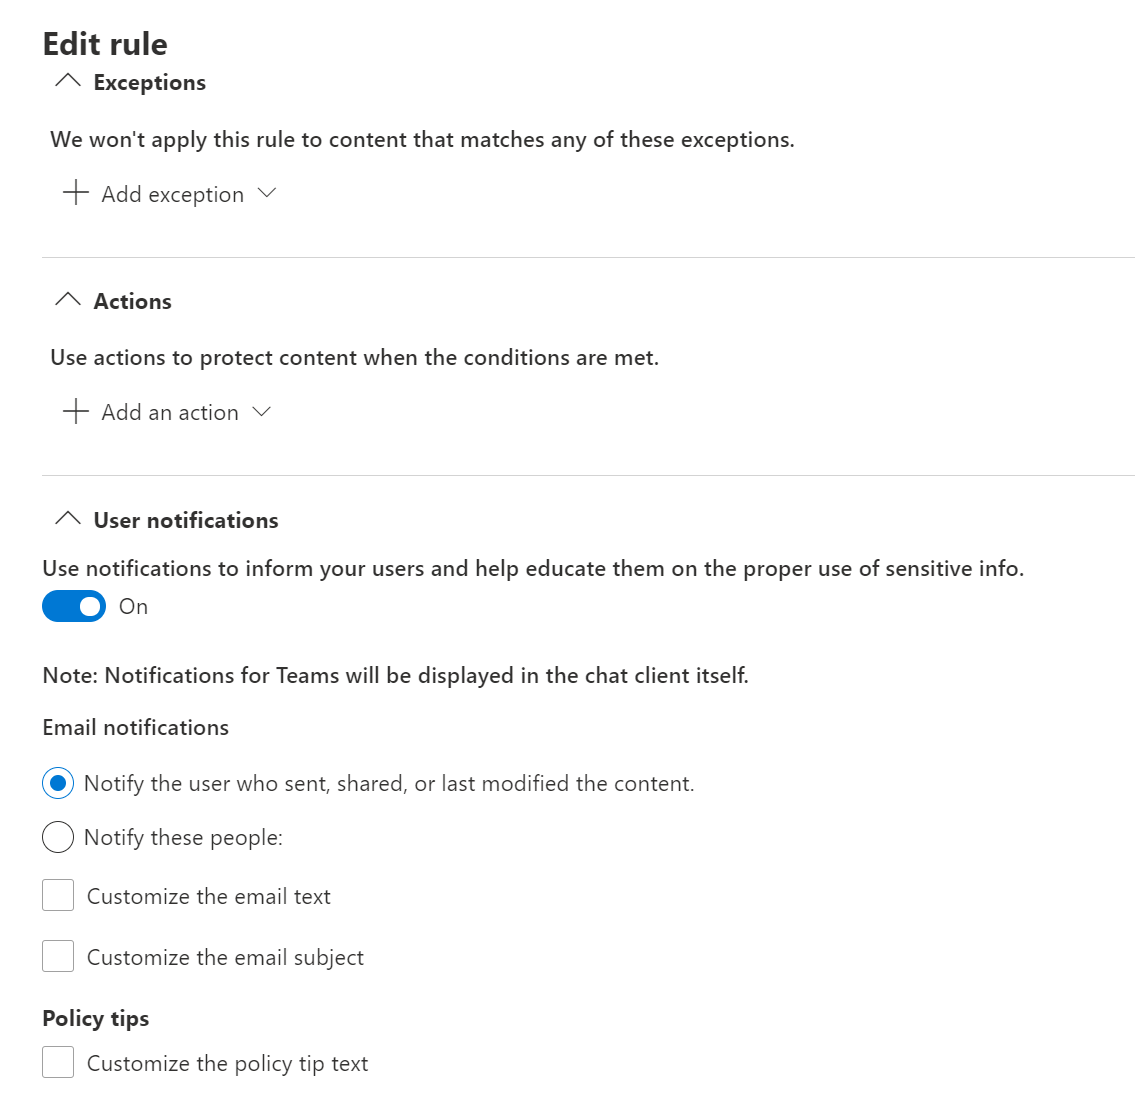 Edit rule
Exceptions
We won't apply this rule to content that matches any of these exceptions.
Add exception
Actions
Use actions to protect content when the conditions are met.
Add an action
User notifications
Use notifications to inform your users and help educate them on the proper use of sensitive info.
On
Note: Notifications for Teams will be displayed in the chat client itself.
Email notifications
Notify the user who sent, shared, or last modified the content.
Notify these people:
Customize the email text
Customize the email subject
Policy tips
Customize the policy tip text